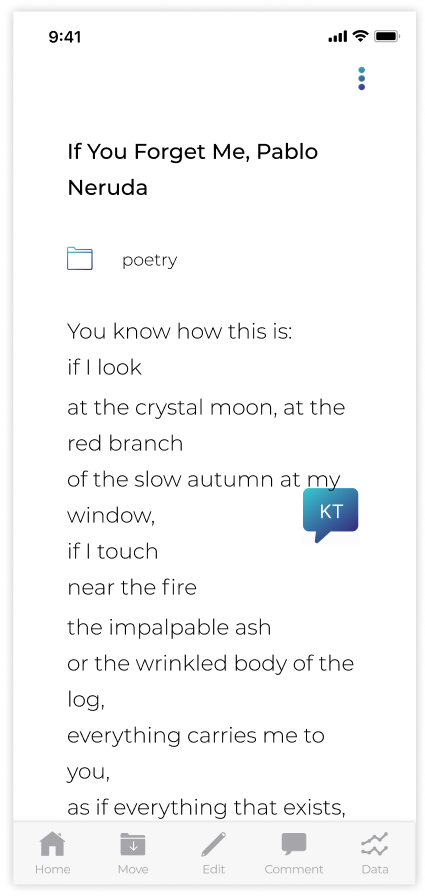 9:41
If You Forget Me, Pablo
Neruda
poetry
You know how this is:
if I look
at the crystal moon, at the
red branch
of the slow autumn at my
window,
KT
if I touch
near the fire
the impalpable ash
or the wrinkled body of the
log,
everything carries me to
you,
as if everything that exists,
Home Move Edit Comment Data